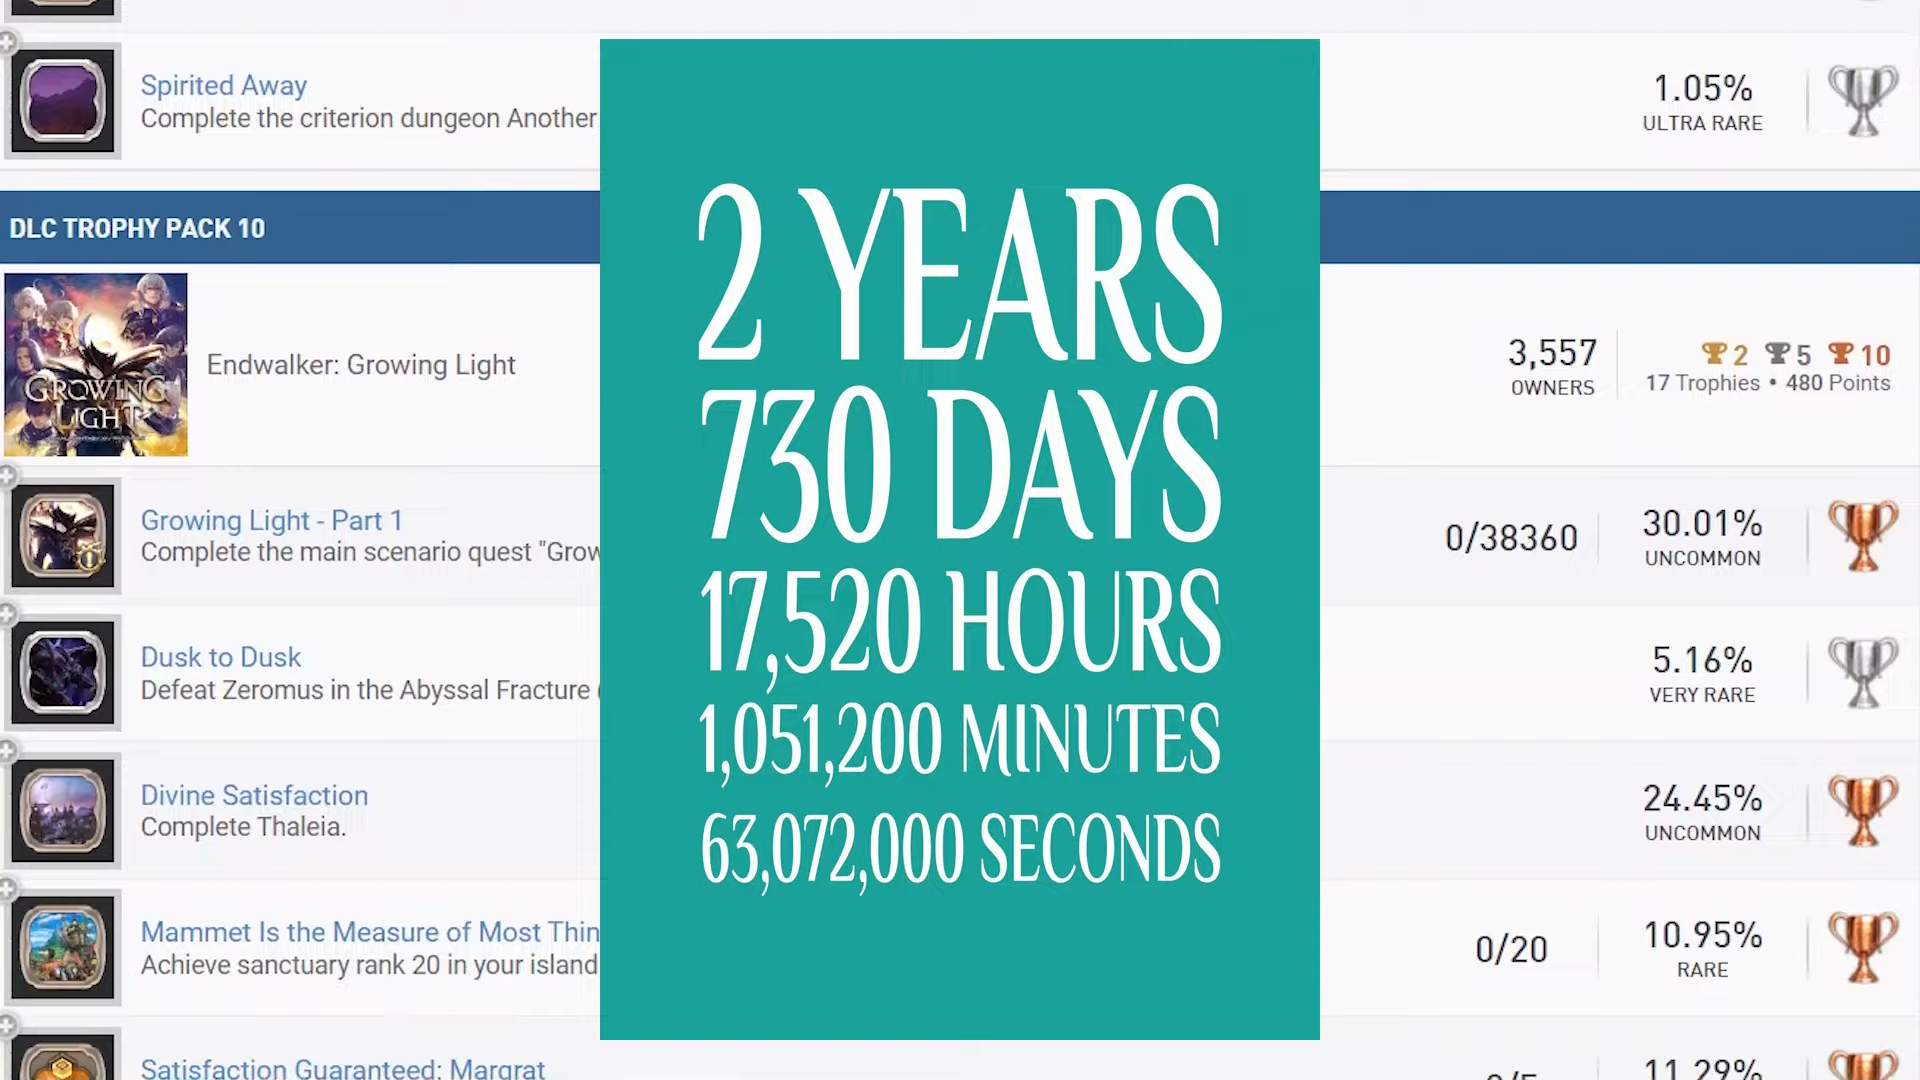 Spirited Away
Complete the criterion dungeon Another
1.05%
ULTRA RARE
DLC TROPHY PACK 10
GROWING
LIGHT
Endwalker: Growing Light
3,557
OWNERS
2 5 10
17 Trophies • 480 Points
Growing Light - Part 1
Complete the main scenario quest "Grow
0/38360
30.01%
UNCOMMON
Dusk to Dusk
Defeat Zeromus in the Abyssal Fracture (
5.16%
VERY RARE
Divine Satisfaction
Complete Thaleia.
24.45%
UNCOMMON
Mammet Is the Measure of Most Thin
Achieve sanctuary rank 20 in your island
0/20
10.95%
RARE
Satisfaction Guaranteed: Margrat
11.29%
2 YEARS
730 DAYS
17,520 HOURS
1,051,200 MINUTES
63,072,000 SECONDS